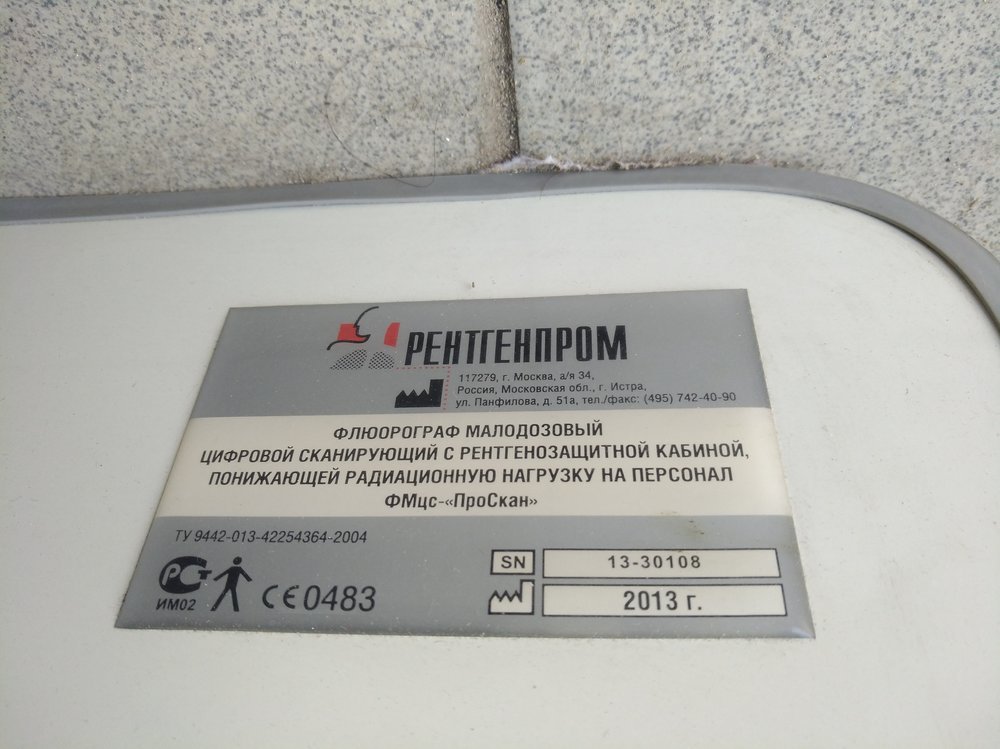 РЕНТГЕНПРОМ
117279, г. Москва, а/я 34,
Россия, Московская обл., г. Истра,
ул. Панфилова, д. 51а, тел./факс: (495) 742-40-90
ФЛЮОРОГРАФ МАЛОДОЗОВЫЙ
ЦИФРОВОЙ СКАНИРУЮЩИЙ С РЕНТГЕНОЗАЩИТНОЙ КАБИНОЙ,
ПОНИЖАЮЩЕЙ РАДИАЦИОННУЮ НАГРУЗКУ НА ПЕРСОНАЛ
ФМцс-«ПроСкан»
ТУ 9442-013-42254364-2004
РСТ
ИМ02
CE0483
SN 13-30108
2013 г.